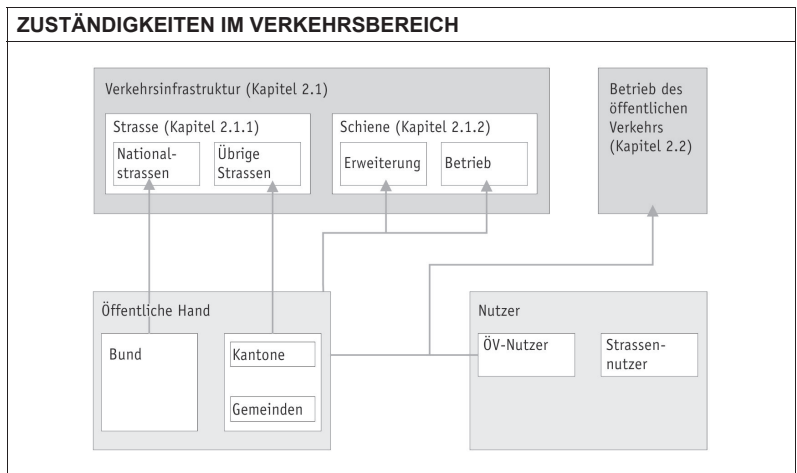 ZUSTÄNDIGKEITEN IM VERKEHRSBEREICH
Verkehrsinfrastruktur (Kapitel 2.1)
Strasse (Kapitel 2.1.1)
National-
strassen
Übrige
Strassen
Schiene (Kapitel 2.1.2)
Erweiterung
Betrieb
Betrieb des
öffentlichen
Verkehrs
(Kapitel 2.2)
Öffentliche Hand
Bund
Kantone
Gemeinden
Nutzer
ÖV-Nutzer
Strassen-
nutzer